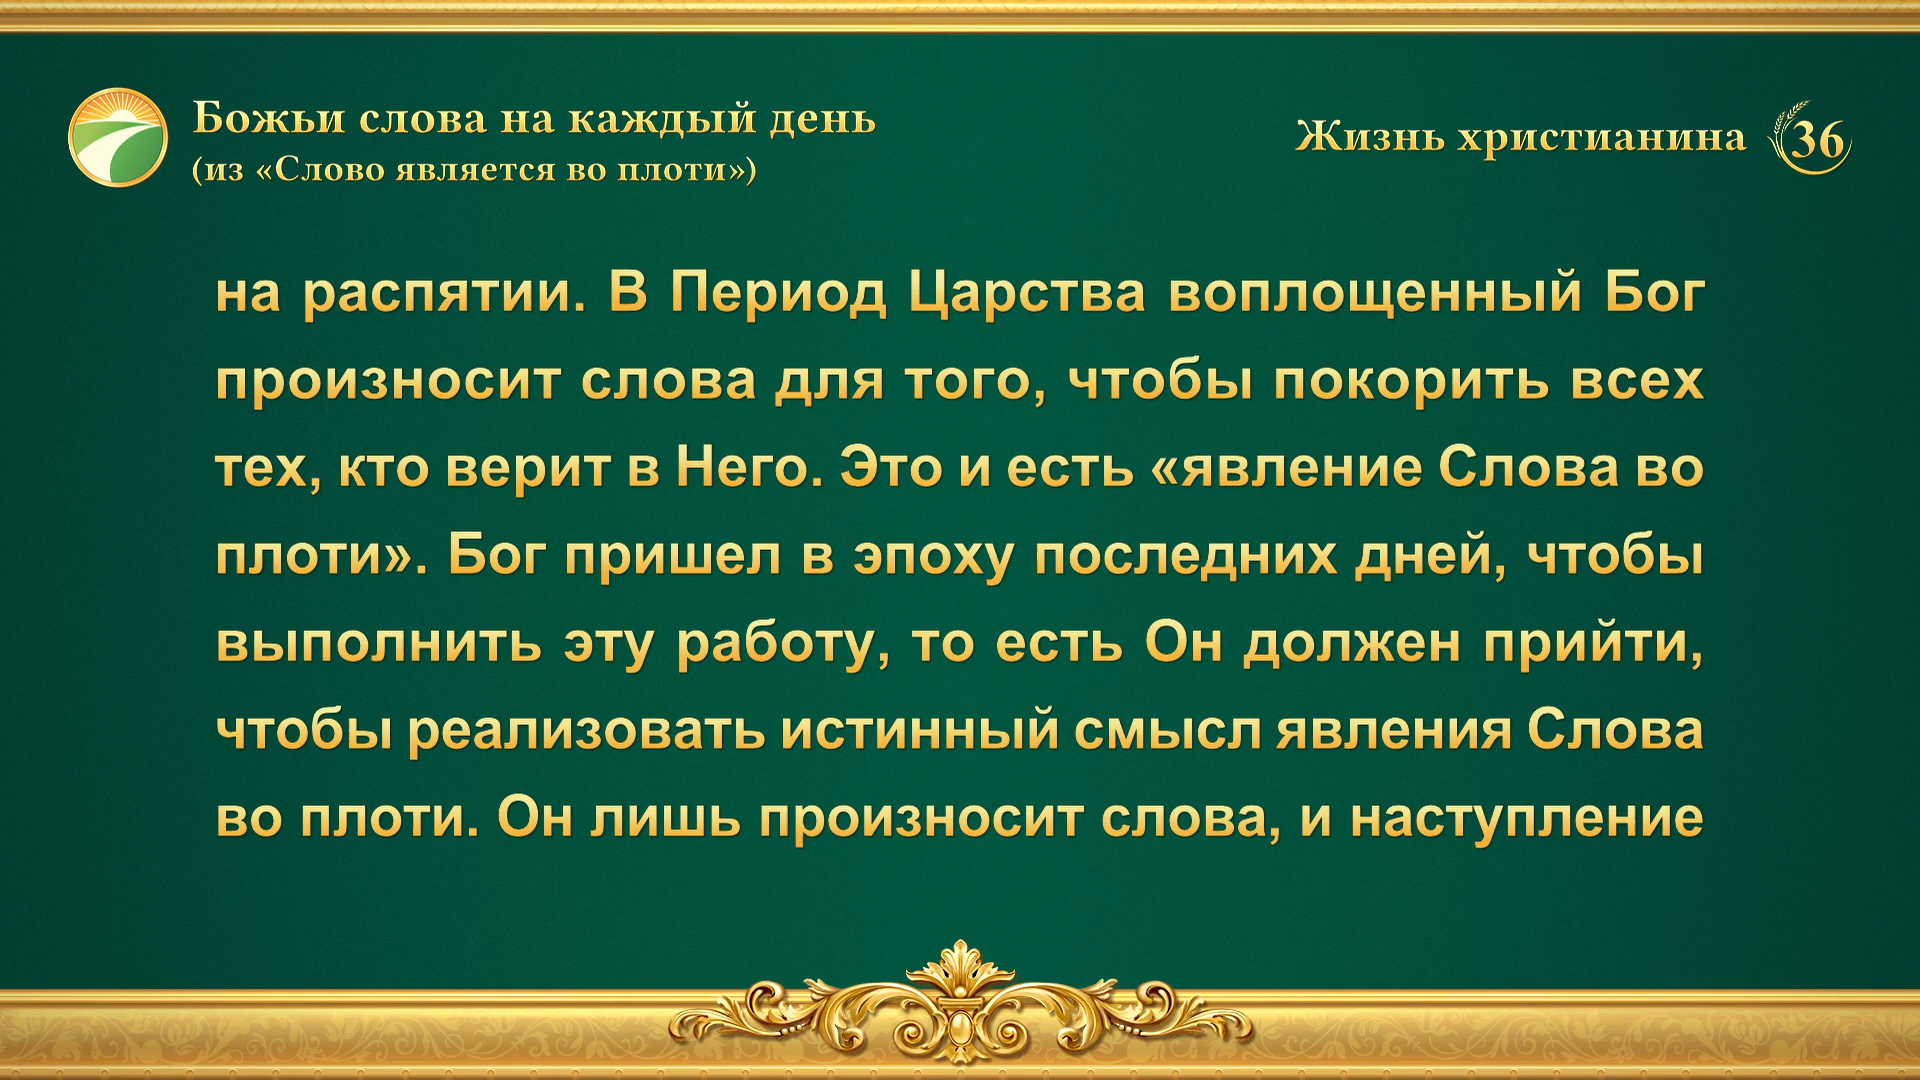 Божьи слова на каждый день
(из «Слово является во плоти»)
Жизнь христианина 36
на распятии. В Период Царства воплощенный Бог
произносит слова для того, чтобы покорить всех
тех, кто верит в Него. Это и есть «явление Слова во
плоти». Бог пришел в эпоху последних дней, чтобы
выполнить эту работу, то есть Он должен прийти,
чтобы реализовать истинный смысл явления Слова
во плоти. Он лишь произносит слова, и наступление